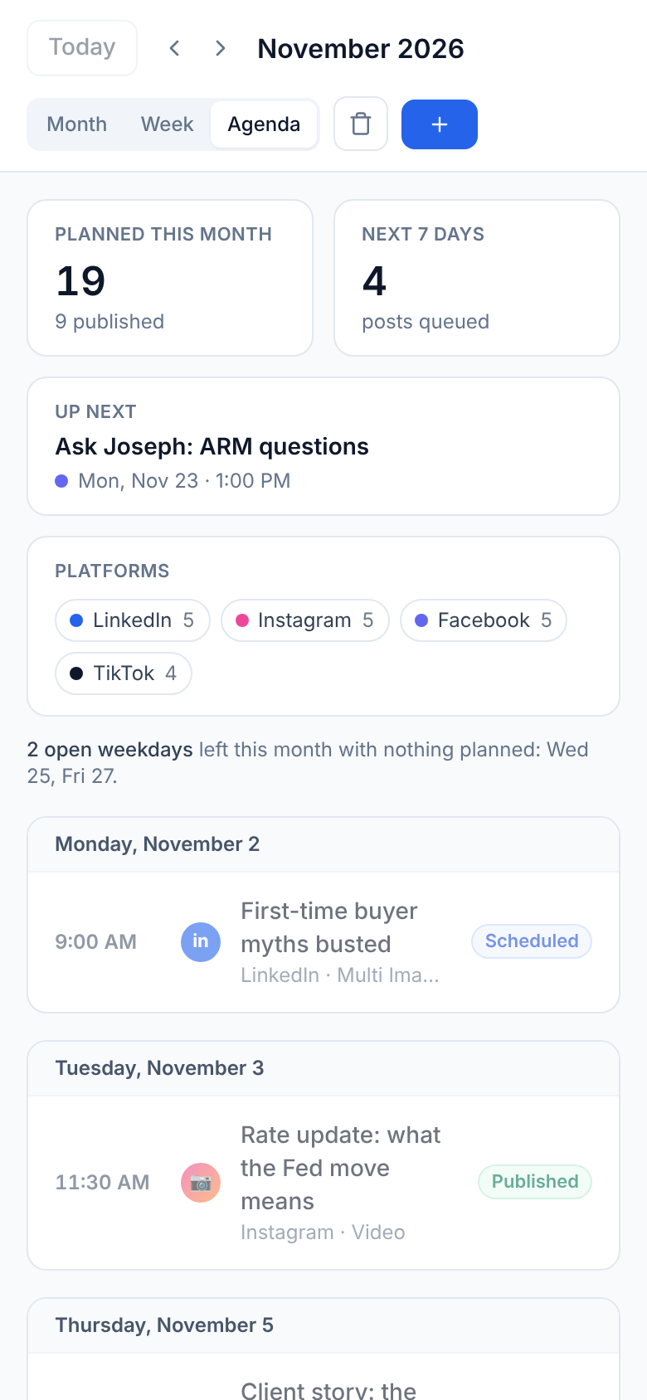 Today
November 2026
Month Week Agenda
+
PLANNED THIS MONTH
19
9 published
NEXT 7 DAYS
4
posts queued
UP NEXT
Ask Joseph: ARM questions
Mon, Nov 23 · 1:00 PM
PLATFORMS
LinkedIn 5
Instagram 5
Facebook 5
TikTok 4
2 open weekdays left this month with nothing planned: Wed
25, Fri 27.
Monday, November 2
9:00 AM
in
First-time buyer
myths busted
LinkedIn · Multi Ima...
Scheduled
Tuesday, November 3
11:30 AM
Rate update: what
the Fed move
means
Instagram · Video
Published
Thursday, November 5
Client story: the